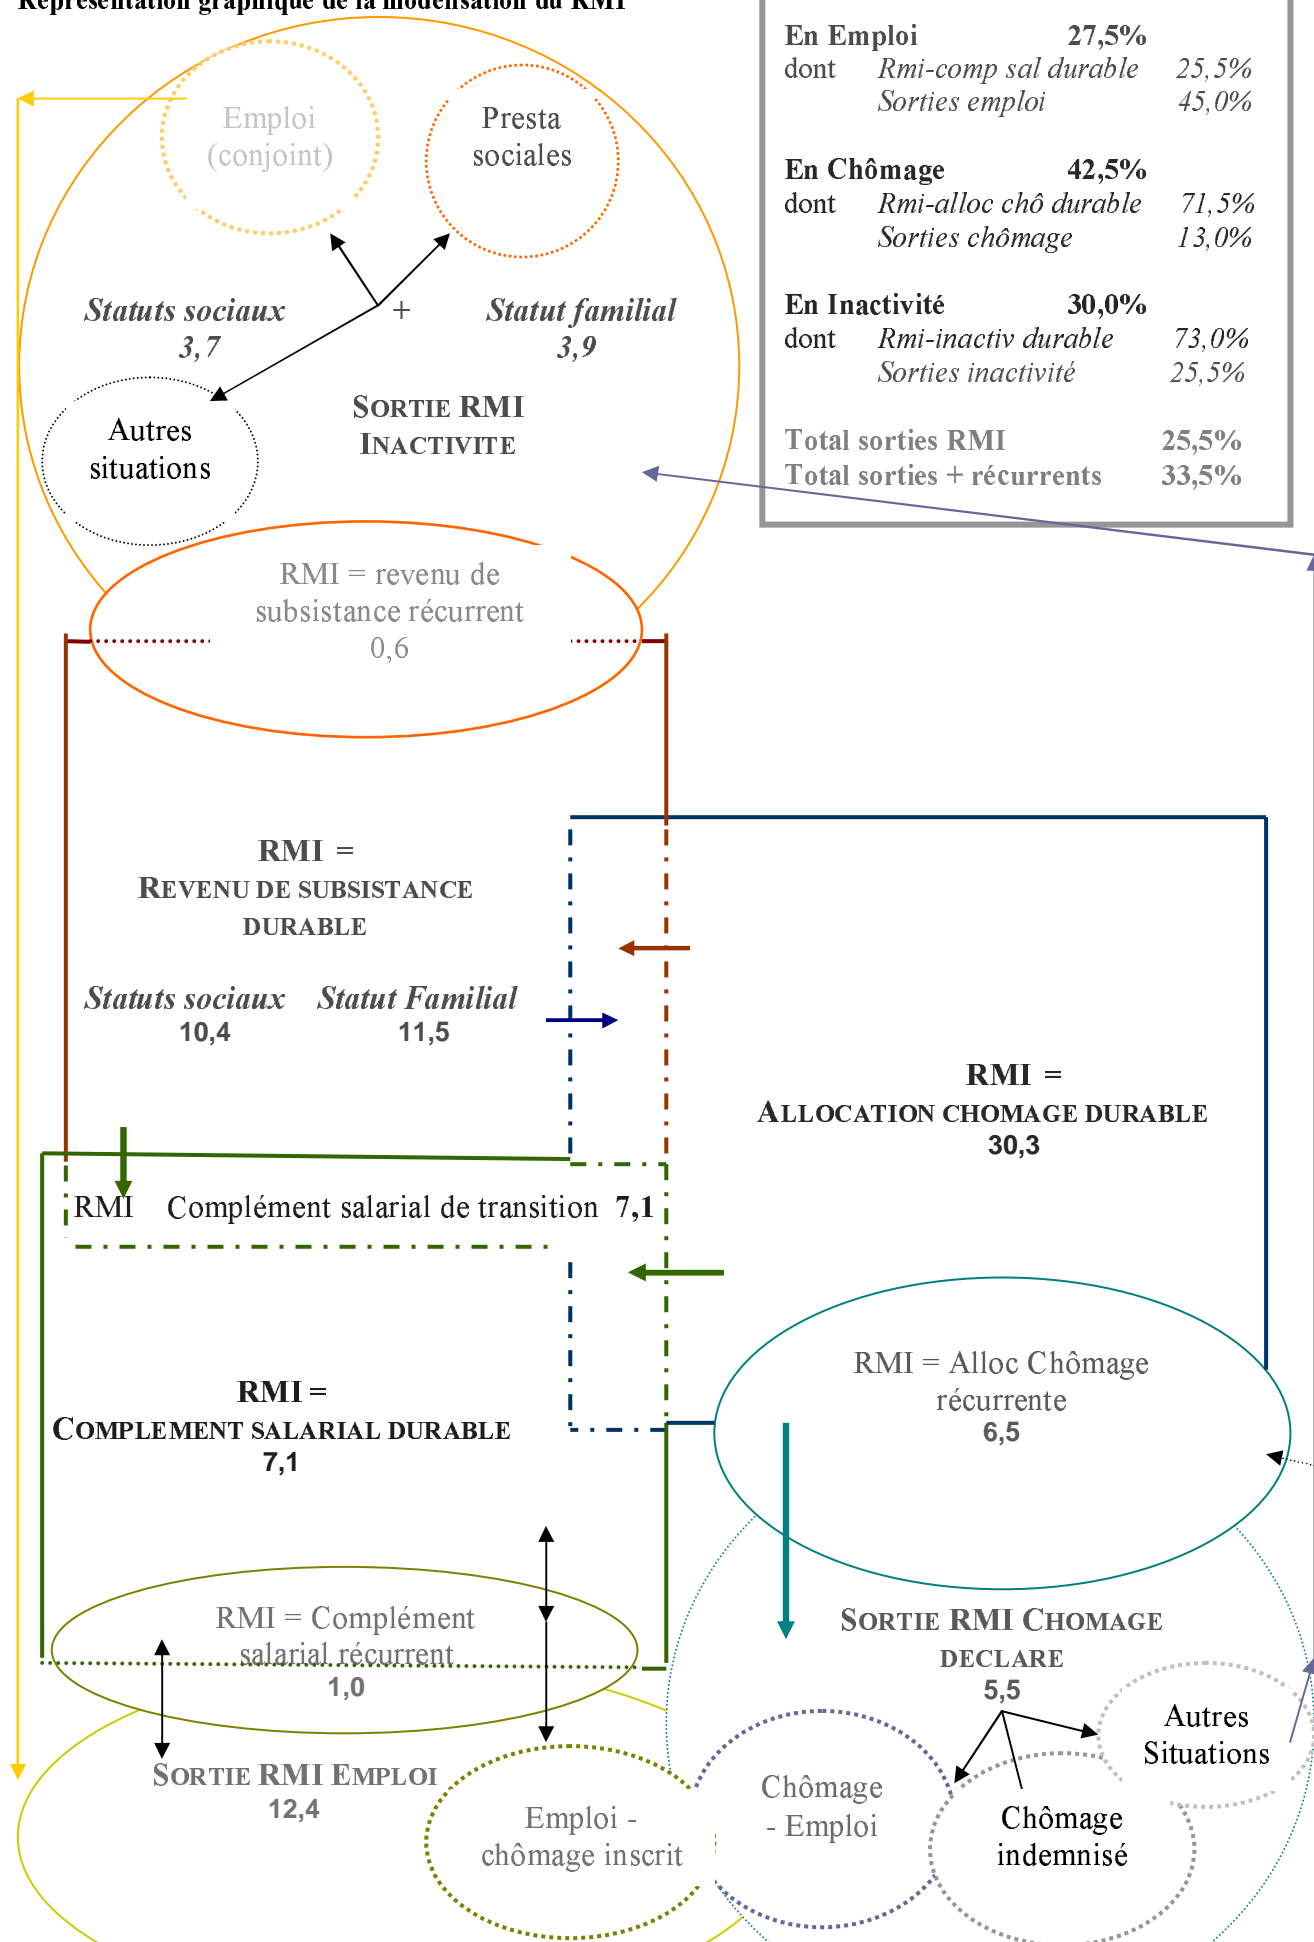 Représentation graphique de la modélisation du RMI
En Emploi 27,5%
dont Rmi-comp sal durable 25,5%
Sorties emploi 45,0%
En Chômage 42,5%
dont Rmi-alloc chô durable 71,5%
Sorties chômage 13,0%
En Inactivité 30,0%
dont Rmi-inactiv durable 73,0%
Sorties inactivité 25,5%
Total sorties RMI 25,5%
Total sorties + récurrents 33,5%
Emploi
(conjoint)
Presta
sociales
Statuts sociaux + Statut familial
3,7 3,9
SORTIE RMI
INACTIVITE
Autres
situations
RMI = revenu de
subsistance récurrent
0,6
RMI =
REVENU DE SUBSISTANCE
DURABLE
Statuts sociaux Statut Familial
10,4 11,5
RMI =
ALLOCATION CHOMAGE DURABLE
30,3
RMI Complément salarial de transition 7,1
RMI =
COMPLEMENT SALARIAL DURABLE
7,1
RMI = Alloc Chômage
récurrente
6,5
RMI = Complément
salarial récurrent
1,0
SORTIE RMI CHOMAGE
DECLARE
5,5
SORTIE RMI EMPLOI
12,4
Emploi -
chômage inscrit
Chômage
- Emploi
Chômage
indemnisé
Autres
Situations